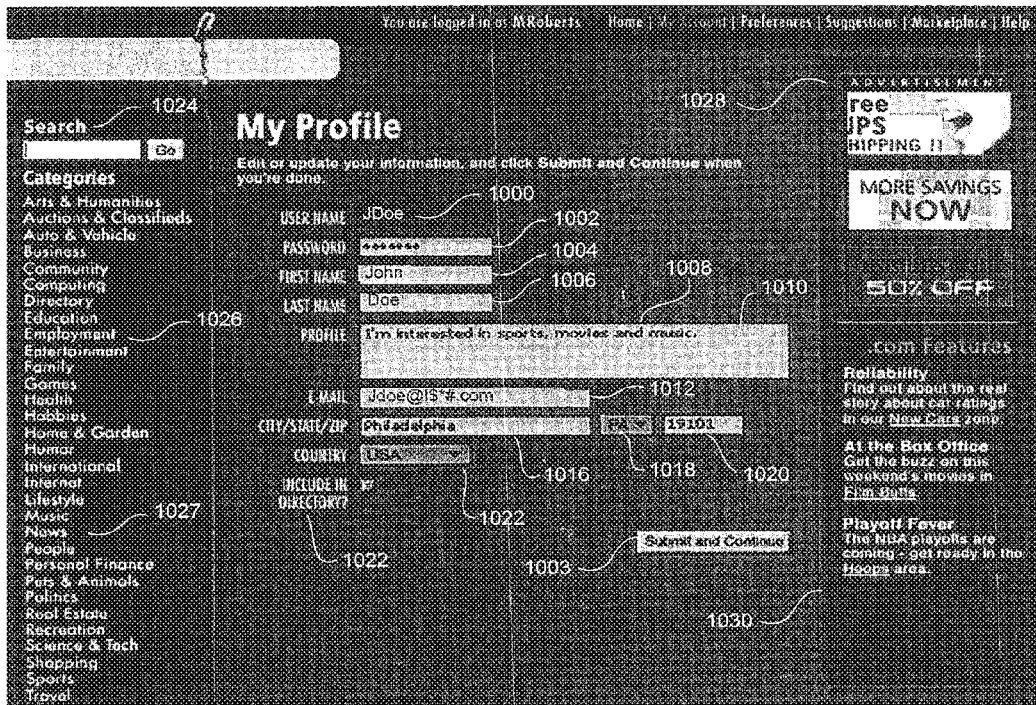 You are logged in as MRoberts Home | My Account | Preferences | Suggestions | Marketplace | Help
1024
Search
Go
Categories
Arts & Humanities
Auctions & Classifieds
Auto & Vehicle
Business
Community
Computing
Directory
Education
Employment
Entertainment
Family
Games
Health
Hobbies
Home & Garden
Humor
International
Internet
Lifestyle
Music
News
People
Personal Finance
Pets & Animals
Politics
Real Estate
Recreation
Science & Tech
Shopping
Sports
Travel
1026
1027
My Profile
Edit or update your information, and click Submit and Continue when
you're done.
USER NAME JDoe 1000
PASSWORD ******* 1002
FIRST NAME John 1004
LAST NAME Doe 1006
PROFILE I'm interested in sports, movies and music. 1008 1010
E-MAIL Jdoe@!$*#.com 1012
CITY/STATE/ZIP Philadelphia PA 19101
1016 1018 1020
COUNTRY USA
1022
INCLUDE IN
DIRECTORY?
1022
1003 Submit and Continue
1028
ADVERTISEMENT
ree
UPS
HIPPING !!
MORE SAVINGS
NOW
50% OFF
.com Features
Reliability
Find out about the real
story about car ratings
in our New Cars zone.
At the Box Office
Get the buzz on this
weekend's movies in
Film Buffs.
Playoff Fever
The NBA playoffs are
coming - get ready in the
Hoops area.
1030